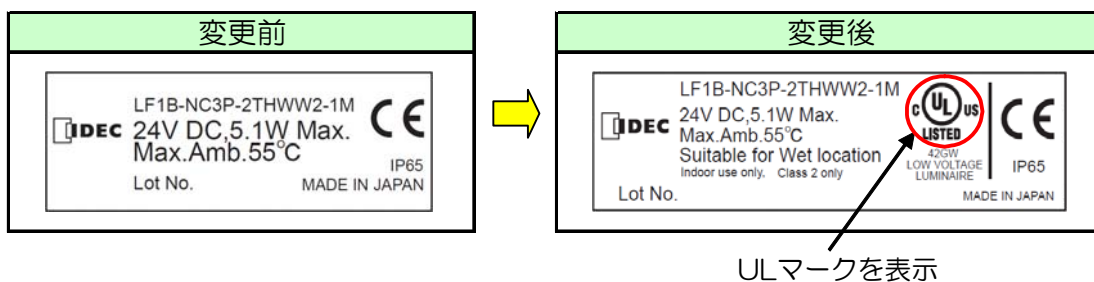 変更前
LF1B-NC3P-2THWW2-1M
IDEC
24V DC,5.1W Max.
Max.Amb.55°C
CE
IP65
Lot No.
MADE IN JAPAN
変更後
LF1B-NC3P-2THWW2-1M
IDEC
24V DC,5.1W Max.
Max.Amb.55°C
Suitable for Wet location
Indoor use only. Class 2 only
C UL US
LISTED
42GW
LOW VOLTAGE
LUMINAIRE
CE
IP65
Lot No.
MADE IN JAPAN
ULマークを表示